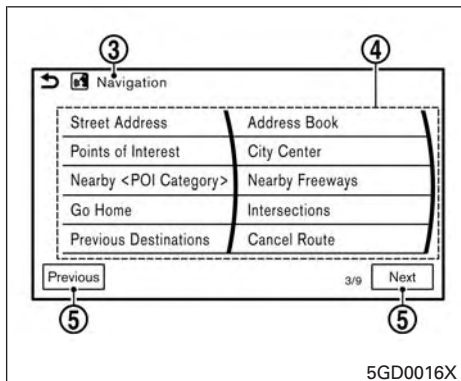 ③ ④
Navigation
Street Address Address Book
Points of Interest City Center
Nearby <POI Category> Nearby Freeways
Go Home Intersections
Previous Destinations Cancel Route
Previous 3/9 Next
⑤ ⑤
5GD0016X